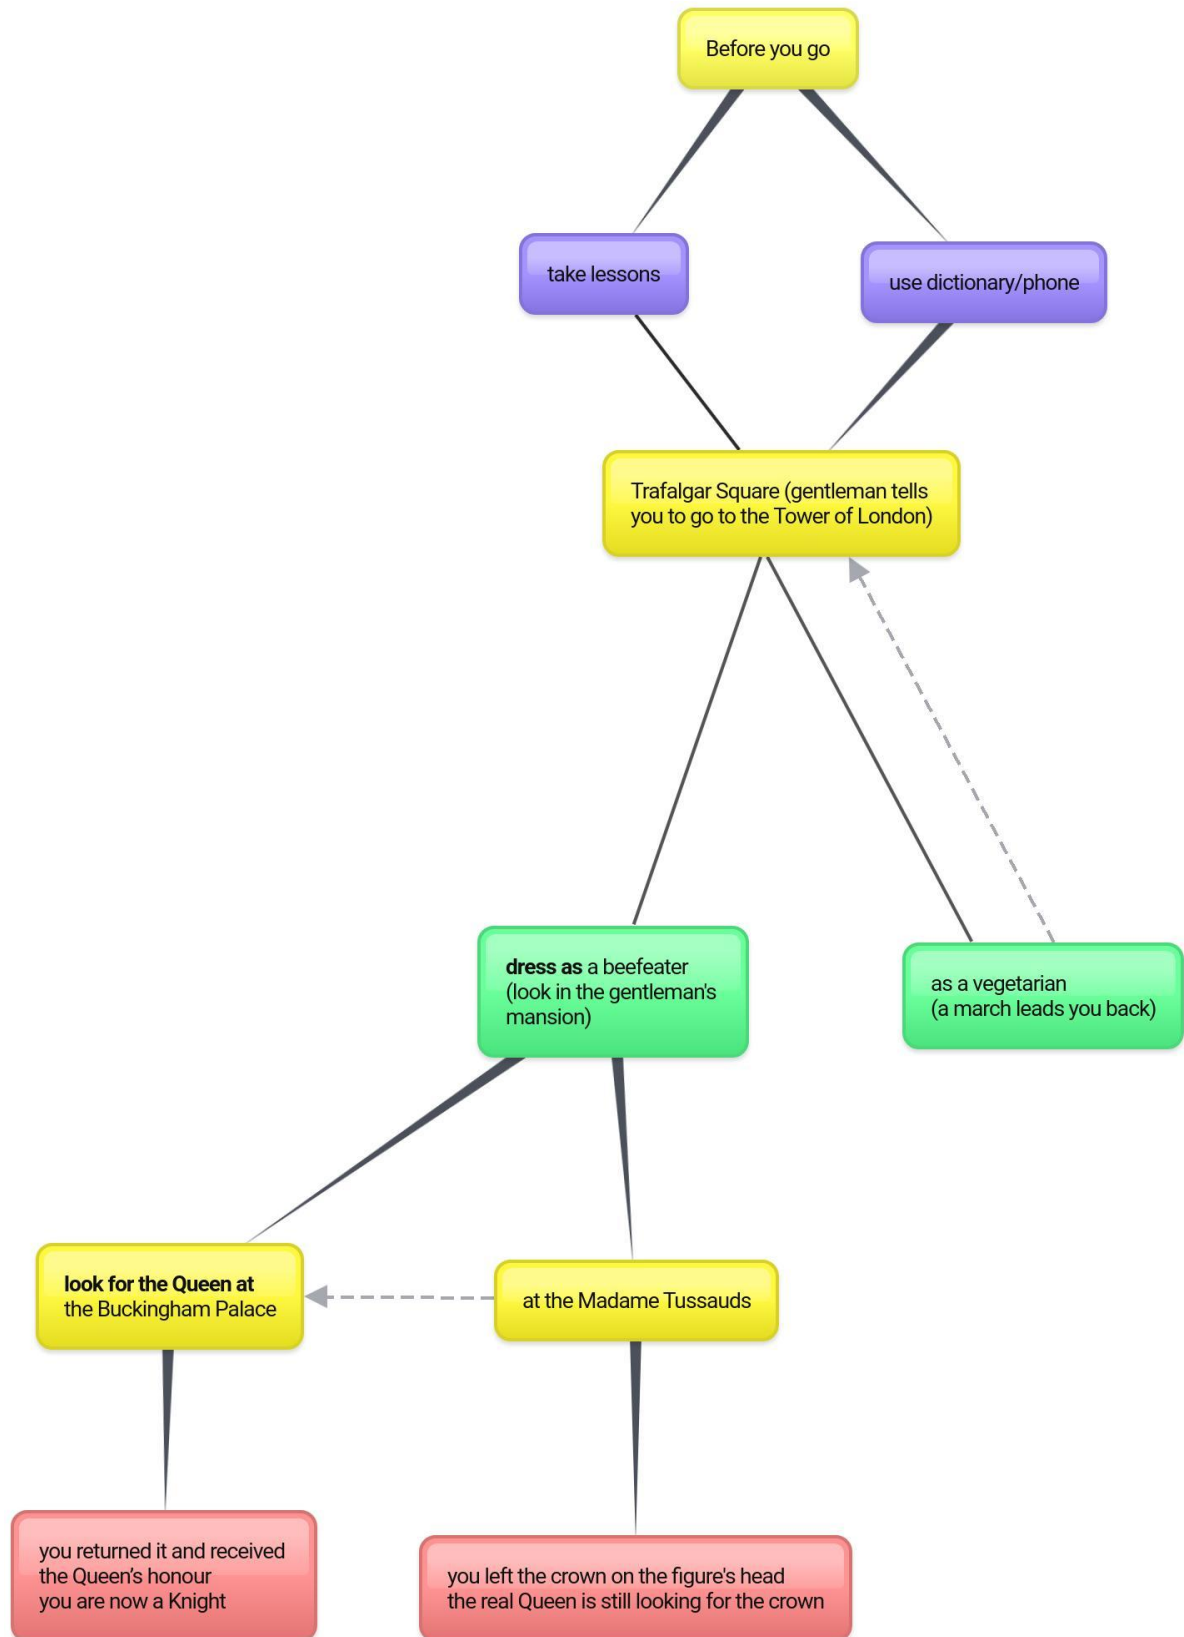 Before you go
take lessons
use dictionary/phone
Trafalgar Square (gentleman tells
you to go to the Tower of London)
dress as a beefeater
(look in the gentleman's
mansion)
as a vegetarian
(a march leads you back)
look for the Queen at
the Buckingham Palace
at the Madame Tussauds
you returned it and received
the Queen’s honour
you are now a Knight
you left the crown on the figure's head
the real Queen is still looking for the crown